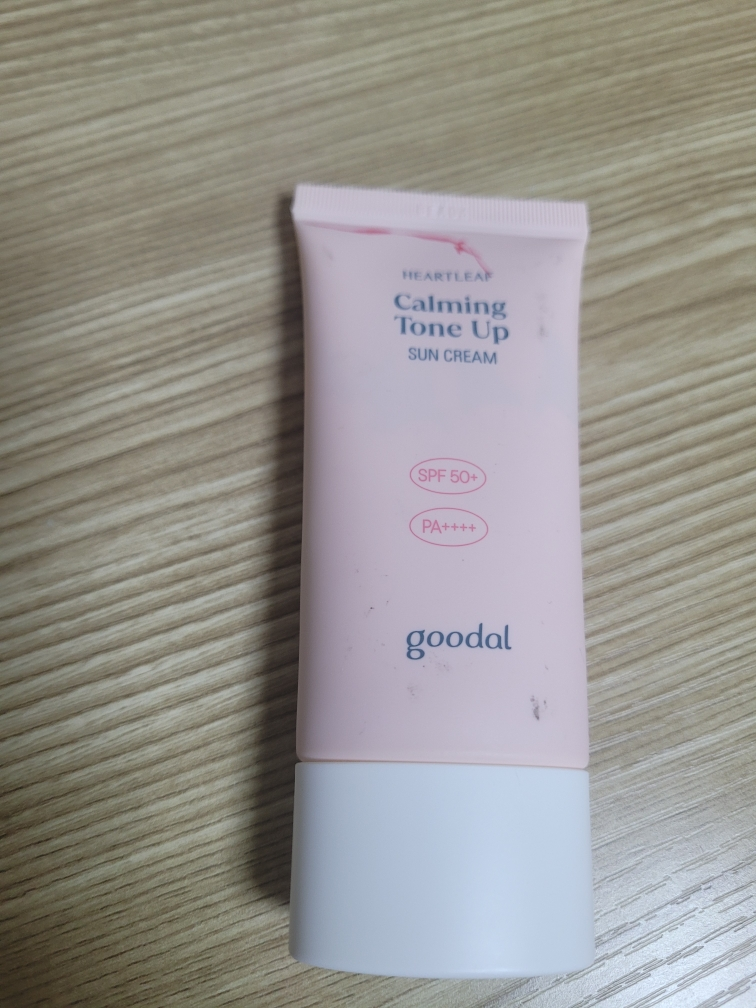 HEARTLEAF
Calming
Tone Up
SUN CREAM
SPF 50+
PA++++
goodal